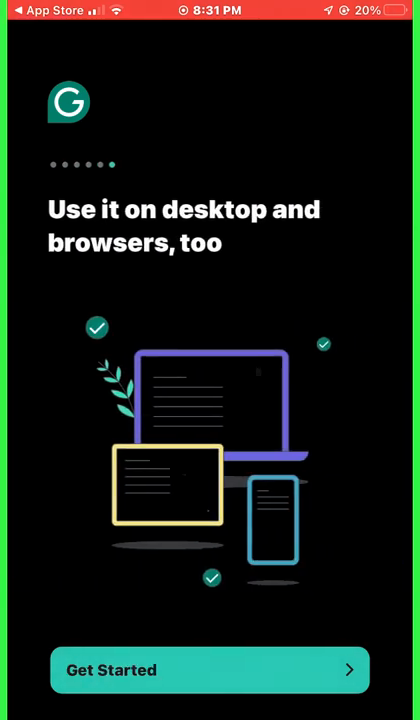 ◀ App Store 8:31 PM 20%
G
Use it on desktop and
browsers, too
Get Started